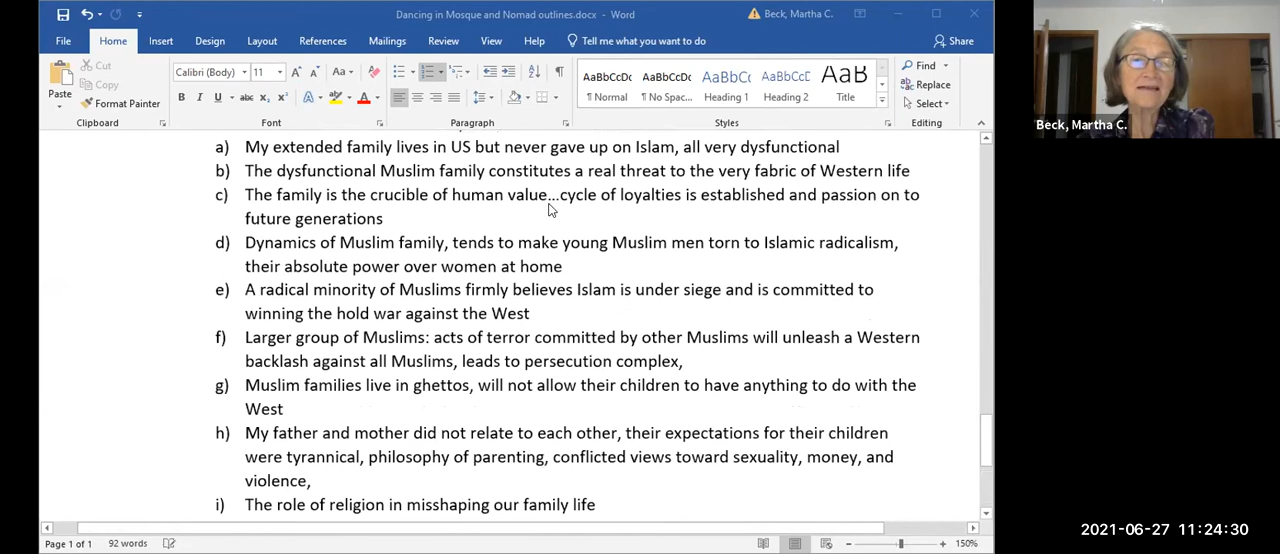 Dancing in Mosque and Nomad outlines.docx - Word
Beck, Martha C.
File Home Insert Design Layout References Mailings Review View Help Tell me what you want to do Share
Paste
Cut
Copy
Format Painter
Clipboard
Calibri (Body) 11
Aa
B I U abc X₂ X² A A
Font
Paragraph
AaBbCcDc AaBbCcDc AaBbCc AaBbCcD AaB
¶ Normal ¶ No Spac... Heading 1 Heading 2 Title
Styles
Find
Replace
Select
Editing
Beck, Martha C.
a) My extended family lives in US but never gave up on Islam, all very dysfunctional
b) The dysfunctional Muslim family constitutes a real threat to the very fabric of Western life
c) The family is the crucible of human value…cycle of loyalties is established and passion on to
future generations
d) Dynamics of Muslim family, tends to make young Muslim men torn to Islamic radicalism,
their absolute power over women at home
e) A radical minority of Muslims firmly believes Islam is under siege and is committed to
winning the hold war against the West
f) Larger group of Muslims: acts of terror committed by other Muslims will unleash a Western
backlash against all Muslims, leads to persecution complex,
g) Muslim families live in ghettos, will not allow their children to have anything to do with the
West
h) My father and mother did not relate to each other, their expectations for their children
were tyrannical, philosophy of parenting, conflicted views toward sexuality, money, and
violence,
i) The role of religion in misshaping our family life
Page 1 of 1 92 words
150%
2021-06-27 11:24:30